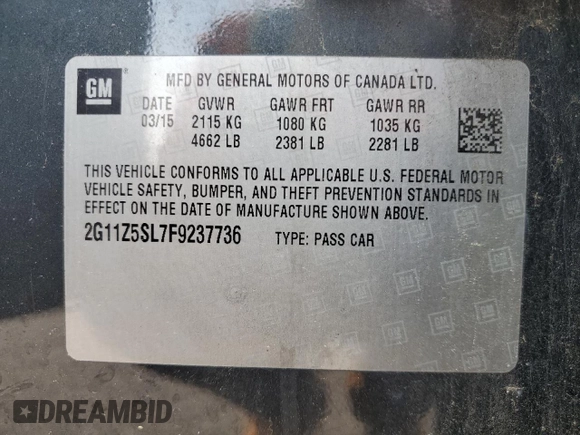 GM
MFD BY GENERAL MOTORS OF CANADA LTD.
DATE GVWR GAWR FRT GAWR RR
03/15 2115 KG 1080 KG 1035 KG
4662 LB 2381 LB 2281 LB
THIS VEHICLE CONFORMS TO ALL APPLICABLE U.S. FEDERAL MOTOR
VEHICLE SAFETY, BUMPER, AND THEFT PREVENTION STANDARDS IN
EFFECT ON THE DATE OF MANUFACTURE SHOWN ABOVE.
2G11Z5SL7F9237736 TYPE: PASS CAR
DREAMBID